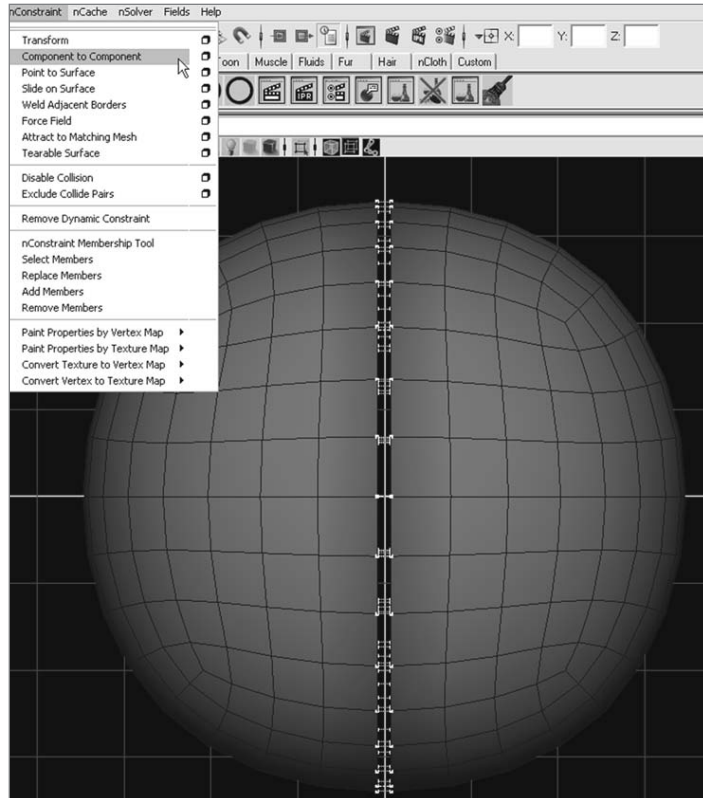 nConstraint nCache nSolver Fields Help
X: Y: Z:
Transform
Component to Component
Point to Surface
Slide on Surface
Weld Adjacent Borders
Force Field
Attract to Matching Mesh
Tearable Surface
Disable Collision
Exclude Collide Pairs
Remove Dynamic Constraint
nConstraint Membership Tool
Select Members
Replace Members
Add Members
Remove Members
Paint Properties by Vertex Map
Paint Properties by Texture Map
Convert Texture to Vertex Map
Convert Vertex to Texture Map
oon Muscle Fluids Fur Hair nCloth Custom
IPR